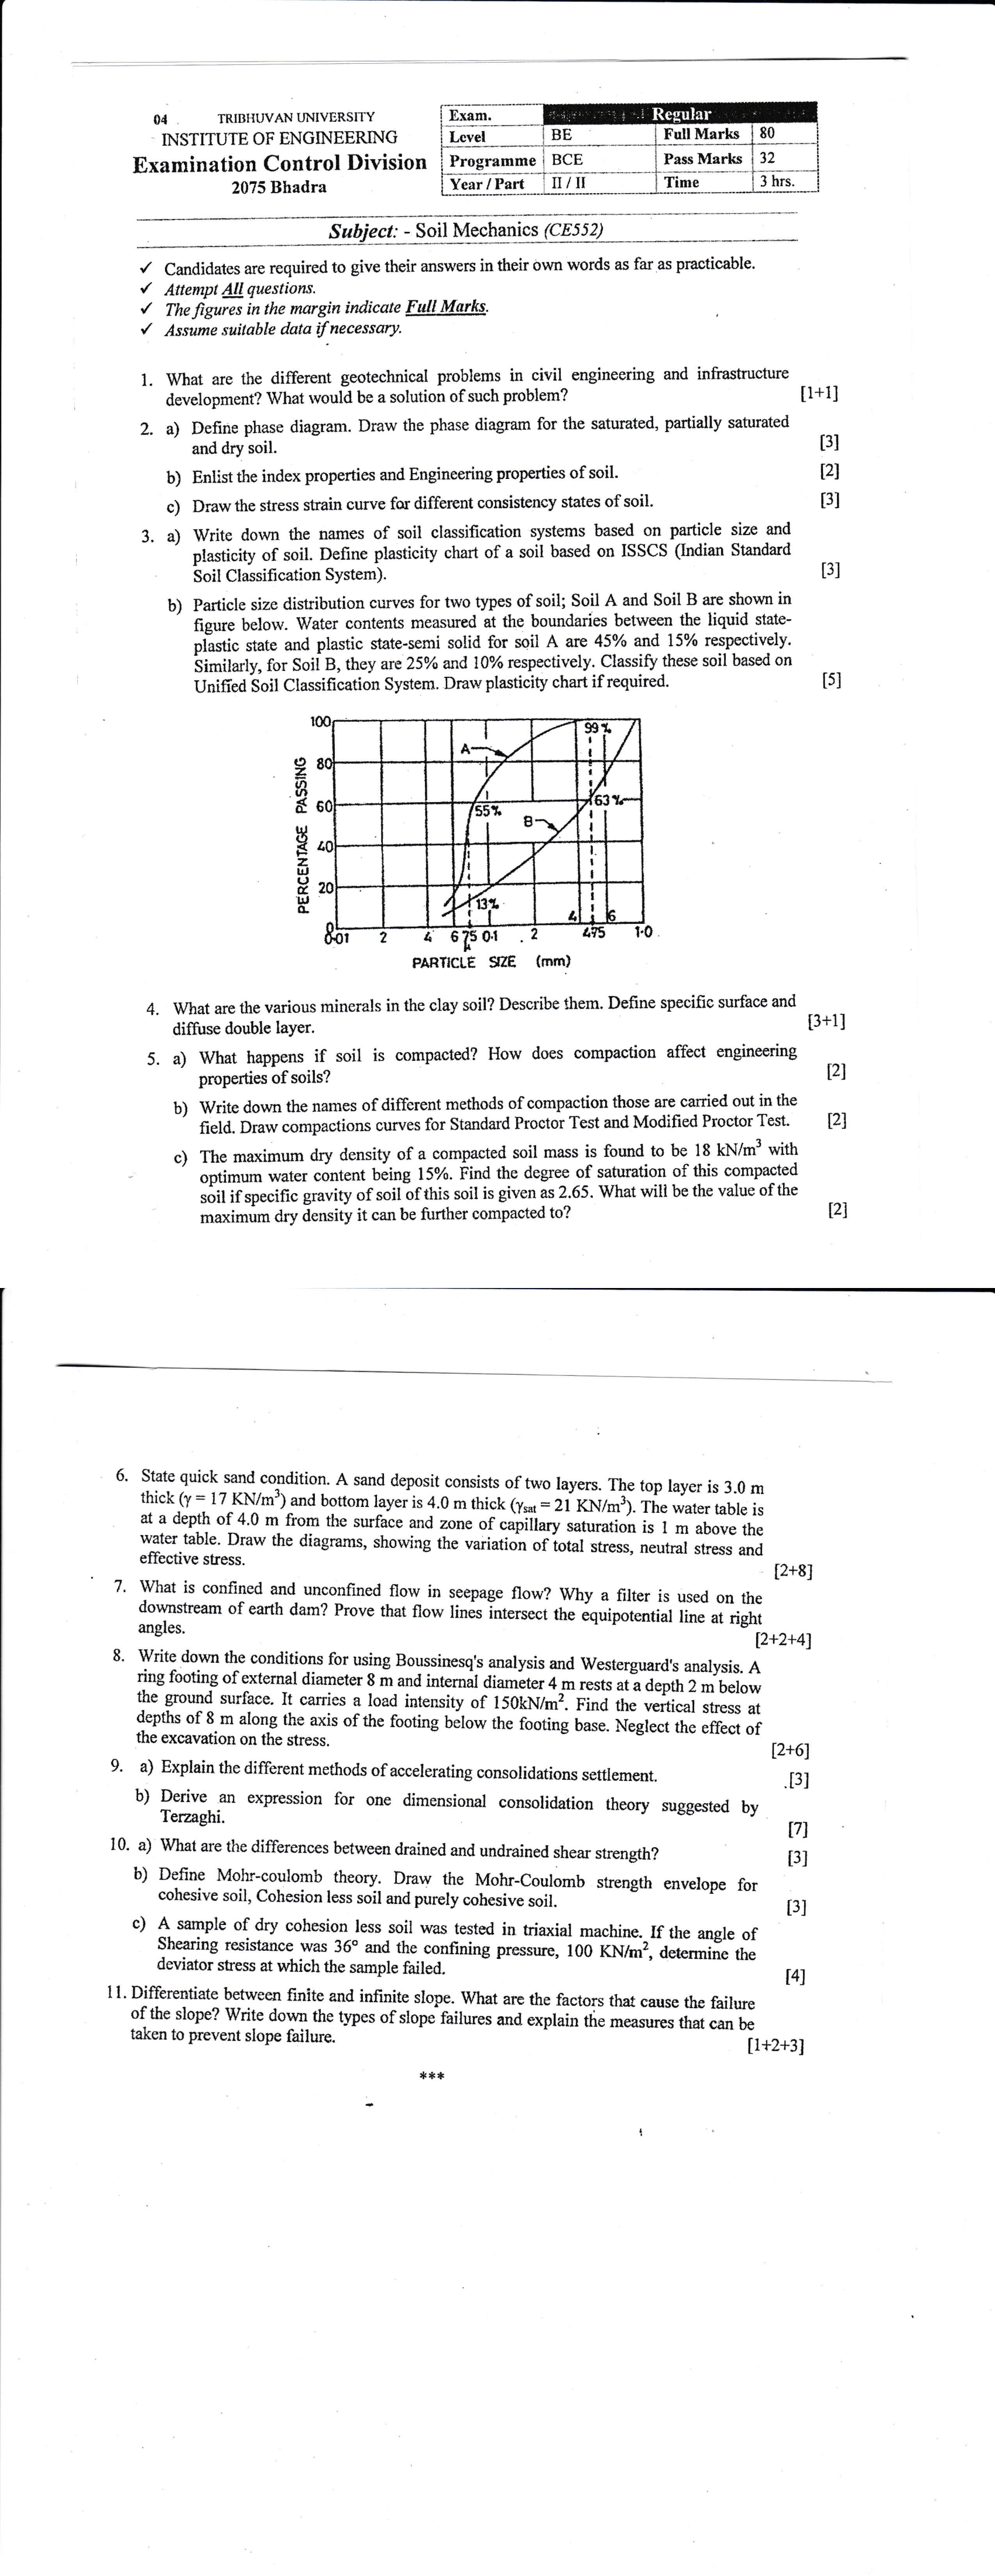 04 TRIBHUVAN UNIVERSITY
INSTITUTE OF ENGINEERING
Examination Control Division
2075 Bhadra
Exam. Regular
Level BE Full Marks 80
Programme BCE Pass Marks 32
Year / Part II / II Time 3 hrs.
Subject: - Soil Mechanics (CE552)
✓ Candidates are required to give their answers in their own words as far as practicable.
✓ Attempt All questions.
✓ The figures in the margin indicate Full Marks.
✓ Assume suitable data if necessary.
1. What are the different geotechnical problems in civil engineering and infrastructure
development? What would be a solution of such problem? [1+1]
2. a) Define phase diagram. Draw the phase diagram for the saturated, partially saturated
and dry soil. [3]
b) Enlist the index properties and Engineering properties of soil. [2]
c) Draw the stress strain curve for different consistency states of soil. [3]
3. a) Write down the names of soil classification systems based on particle size and
plasticity of soil. Define plasticity chart of a soil based on ISSCS (Indian Standard
Soil Classification System). [3]
b) Particle size distribution curves for two types of soil; Soil A and Soil B are shown in
figure below. Water contents measured at the boundaries between the liquid state-
plastic state and plastic state-semi solid for soil A are 45% and 15% respectively.
Similarly, for Soil B, they are 25% and 10% respectively. Classify these soil based on
Unified Soil Classification System. Draw plasticity chart if required. [5]
PERCENTAGE PASSING
100
80
60
40
20
0
A
B
99 %
63 %
55 %
13 %
4 6
0.01 2 4 6 75 0.1 .2 4.75 1.0
μ
PARTICLE SIZE (mm)
4. What are the various minerals in the clay soil? Describe them. Define specific surface and
diffuse double layer. [3+1]
5. a) What happens if soil is compacted? How does compaction affect engineering
properties of soils? [2]
b) Write down the names of different methods of compaction those are carried out in the
field. Draw compactions curves for Standard Proctor Test and Modified Proctor Test. [2]
c) The maximum dry density of a compacted soil mass is found to be 18 kN/m³ with
optimum water content being 15%. Find the degree of saturation of this compacted
soil if specific gravity of soil of this soil is given as 2.65. What will be the value of the
maximum dry density it can be further compacted to? [2]
6. State quick sand condition. A sand deposit consists of two layers. The top layer is 3.0 m
thick (γ = 17 KN/m³) and bottom layer is 4.0 m thick (γsat = 21 KN/m³). The water table is
at a depth of 4.0 m from the surface and zone of capillary saturation is 1 m above the
water table. Draw the diagrams, showing the variation of total stress, neutral stress and
effective stress. [2+8]
7. What is confined and unconfined flow in seepage flow? Why a filter is used on the
downstream of earth dam? Prove that flow lines intersect the equipotential line at right
angles. [2+2+4]
8. Write down the conditions for using Boussinesq's analysis and Westerguard's analysis. A
ring footing of external diameter 8 m and internal diameter 4 m rests at a depth 2 m below
the ground surface. It carries a load intensity of 150kN/m². Find the vertical stress at
depths of 8 m along the axis of the footing below the footing base. Neglect the effect of
the excavation on the stress. [2+6]
9. a) Explain the different methods of accelerating consolidations settlement. [3]
b) Derive an expression for one dimensional consolidation theory suggested by
Terzaghi. [7]
10. a) What are the differences between drained and undrained shear strength? [3]
b) Define Mohr-coulomb theory. Draw the Mohr-Coulomb strength envelope for
cohesive soil, Cohesion less soil and purely cohesive soil. [3]
c) A sample of dry cohesion less soil was tested in triaxial machine. If the angle of
Shearing resistance was 36° and the confining pressure, 100 KN/m², determine the
deviator stress at which the sample failed. [4]
11. Differentiate between finite and infinite slope. What are the factors that cause the failure
of the slope? Write down the types of slope failures and explain the measures that can be
taken to prevent slope failure. [1+2+3]
***